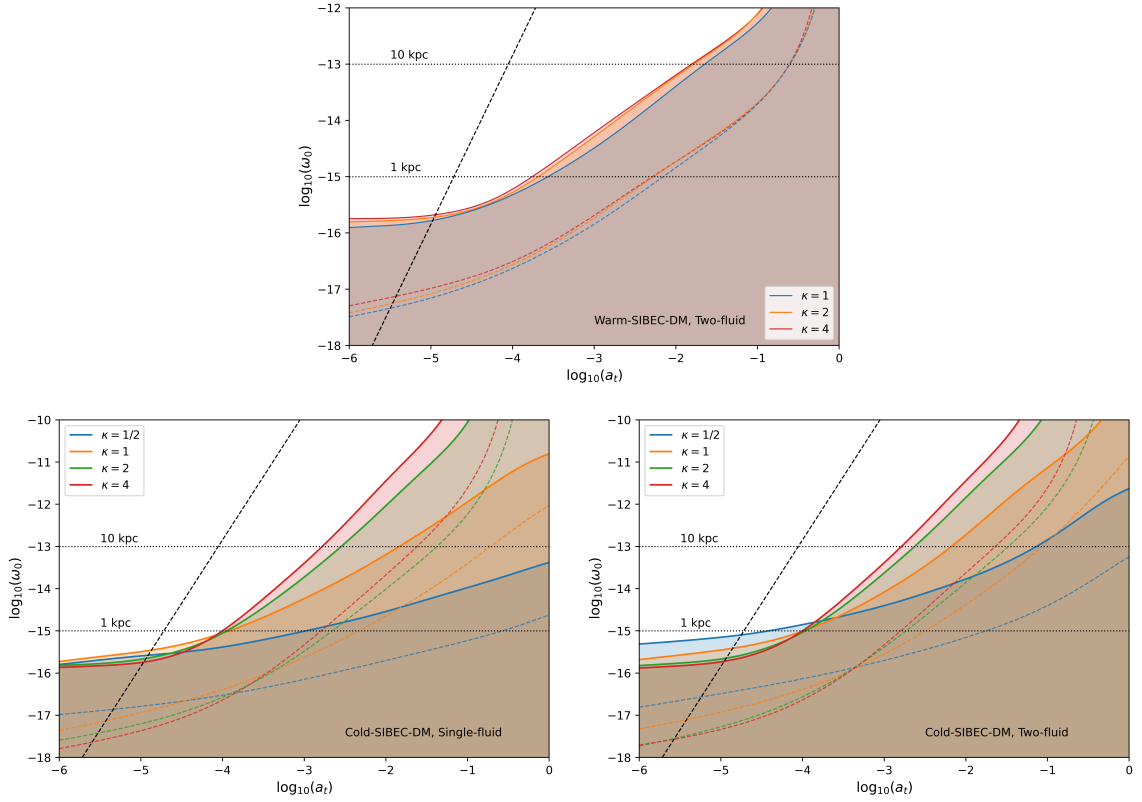 −12
−13
−14
−15
−16
−17
−18
log₁₀(ω₀)
10 kpc
1 kpc
κ = 1
κ = 2
κ = 4
Warm-SIBEC-DM, Two-fluid
−6 −5 −4 −3 −2 −1 0
log₁₀(aₜ)
−10
−11
−12
−13
−14
−15
−16
−17
−18
log₁₀(ω₀)
κ = 1/2
κ = 1
κ = 2
κ = 4
10 kpc
1 kpc
Cold-SIBEC-DM, Single-fluid
−6 −5 −4 −3 −2 −1 0
log₁₀(aₜ)
−10
−11
−12
−13
−14
−15
−16
−17
−18
log₁₀(ω₀)
κ = 1/2
κ = 1
κ = 2
κ = 4
10 kpc
1 kpc
Cold-SIBEC-DM, Two-fluid
−6 −5 −4 −3 −2 −1 0
log₁₀(aₜ)